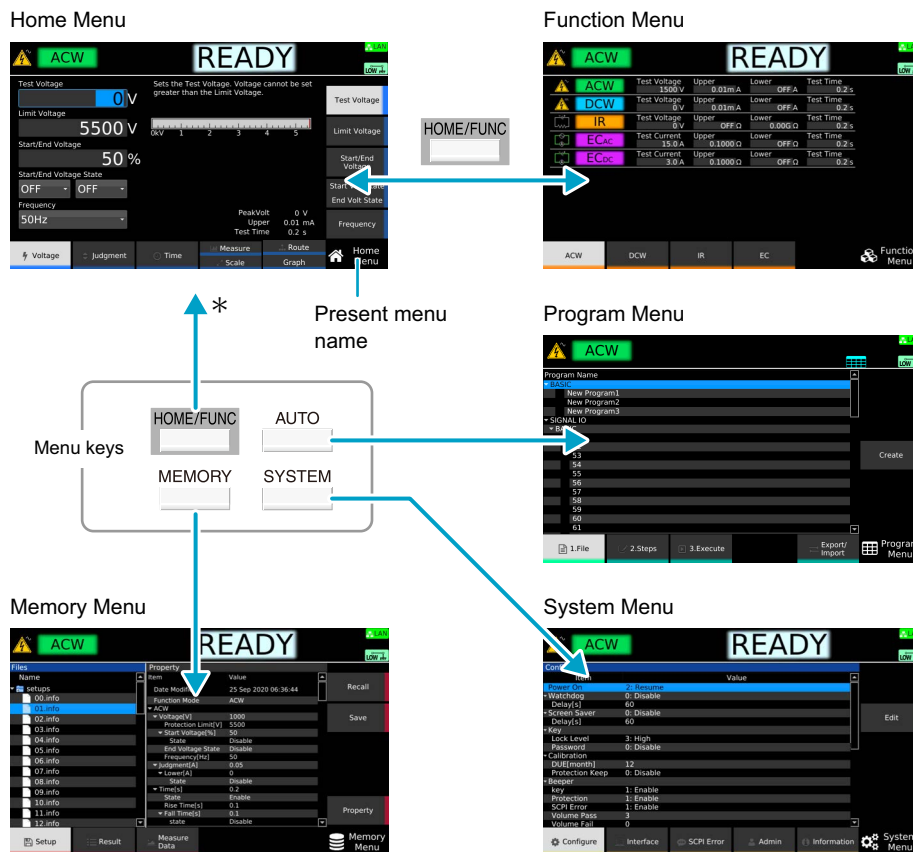 Home Menu
ACW
READY
LAN
LOW
Test Voltage
0 V
Limit Voltage
5500 V
Start/End Voltage
50 %
Start/End Voltage State
OFF OFF
Frequency
50Hz
Sets the Test Voltage. Voltage cannot be set
greater than the Limit Voltage.
0kV 1 2 3 4 5
PeakVolt 0 V
Upper 0.01 mA
Test Time 0.2 s
Test Voltage
Limit Voltage
Start/End
Voltage
Start
End Volt State
Frequency
Voltage Judgment Time Measure Route
Scale Graph
Home
Menu
HOME/FUNC
Function Menu
ACW
READY
LOW
ACW Test Voltage 1500 V Upper 0.01m A Lower OFF A Test Time 0.2 s
DCW Test Voltage 0 V Upper 0.01m A Lower OFF A Test Time 0.2 s
IR Test Voltage 0 V Upper OFF Ω Lower 0.00G Ω Test Time 0.2 s
ECAC Test Current 15.0 A Upper 0.1000 Ω Lower OFF Ω Test Time 0.2 s
ECDC Test Current 3.0 A Upper 0.1000 Ω Lower OFF Ω Test Time 0.2 s
ACW DCW IR EC
Function
Menu
*
Present menu
name
Menu keys
HOME/FUNC
AUTO
MEMORY
SYSTEM
Program Menu
ACW
LOW
Program Name
BASIC
New Program1
New Program2
New Program3
SIGNAL IO
53
54
55
56
57
58
59
60
61
Create
1.File 2.Steps 3.Execute Export/
Import
Program
Menu
Memory Menu
ACW
READY
LAN
LOW
Files
Name
setups
00.info
01.info
02.info
03.info
04.info
05.info
06.info
07.info
08.info
09.info
10.info
11.info
12.info
Property
Item Value
Date Modified 25 Sep 2020 06:36:44
Function Mode ACW
ACW
Voltage[V] 1000
Protection Limit[V] 5500
Start Voltage[%] 50
State Disable
End Voltage State Disable
Frequency[Hz] 50
Judgment[A] 0.05
Lower[A] 0
State Disable
Time[s] 0.2
State Enable
Rise Time[s] 0.1
Fall Time[s] 0.1
state Disable
Recall
Save
Property
Setup Result Measure
Data
Memory
Menu
System Menu
ACW
READY
LOW
Item Value
Power On 2: Resume
Watchdog 0: Disable
Delay[s] 60
Screen Saver 0: Disable
Delay[s] 60
Key
Lock Level 3: High
Password 0: Disable
Calibration
DUE[month] 12
Protection Keep 0: Disable
Beeper
key 1: Enable
Protection 1: Enable
SCPI Error 1: Enable
Volume Pass 3
Volume Fail 0
Edit
Configure Interface SCPI Error Admin Information
System
Menu